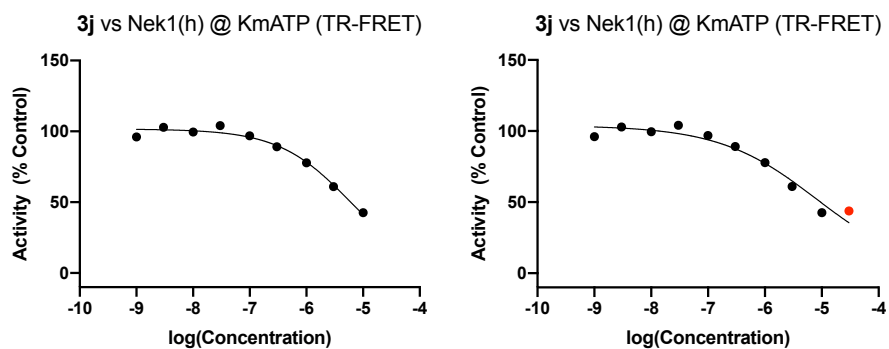 3j vs Nek1(h) @ KmATP (TR-FRET)
150
100
50
0
Activity (% Control)
-10 -9 -8 -7 -6 -5 -4
log(Concentration)
3j vs Nek1(h) @ KmATP (TR-FRET)
150
100
50
0
Activity (% Control)
-10 -9 -8 -7 -6 -5 -4
log(Concentration)